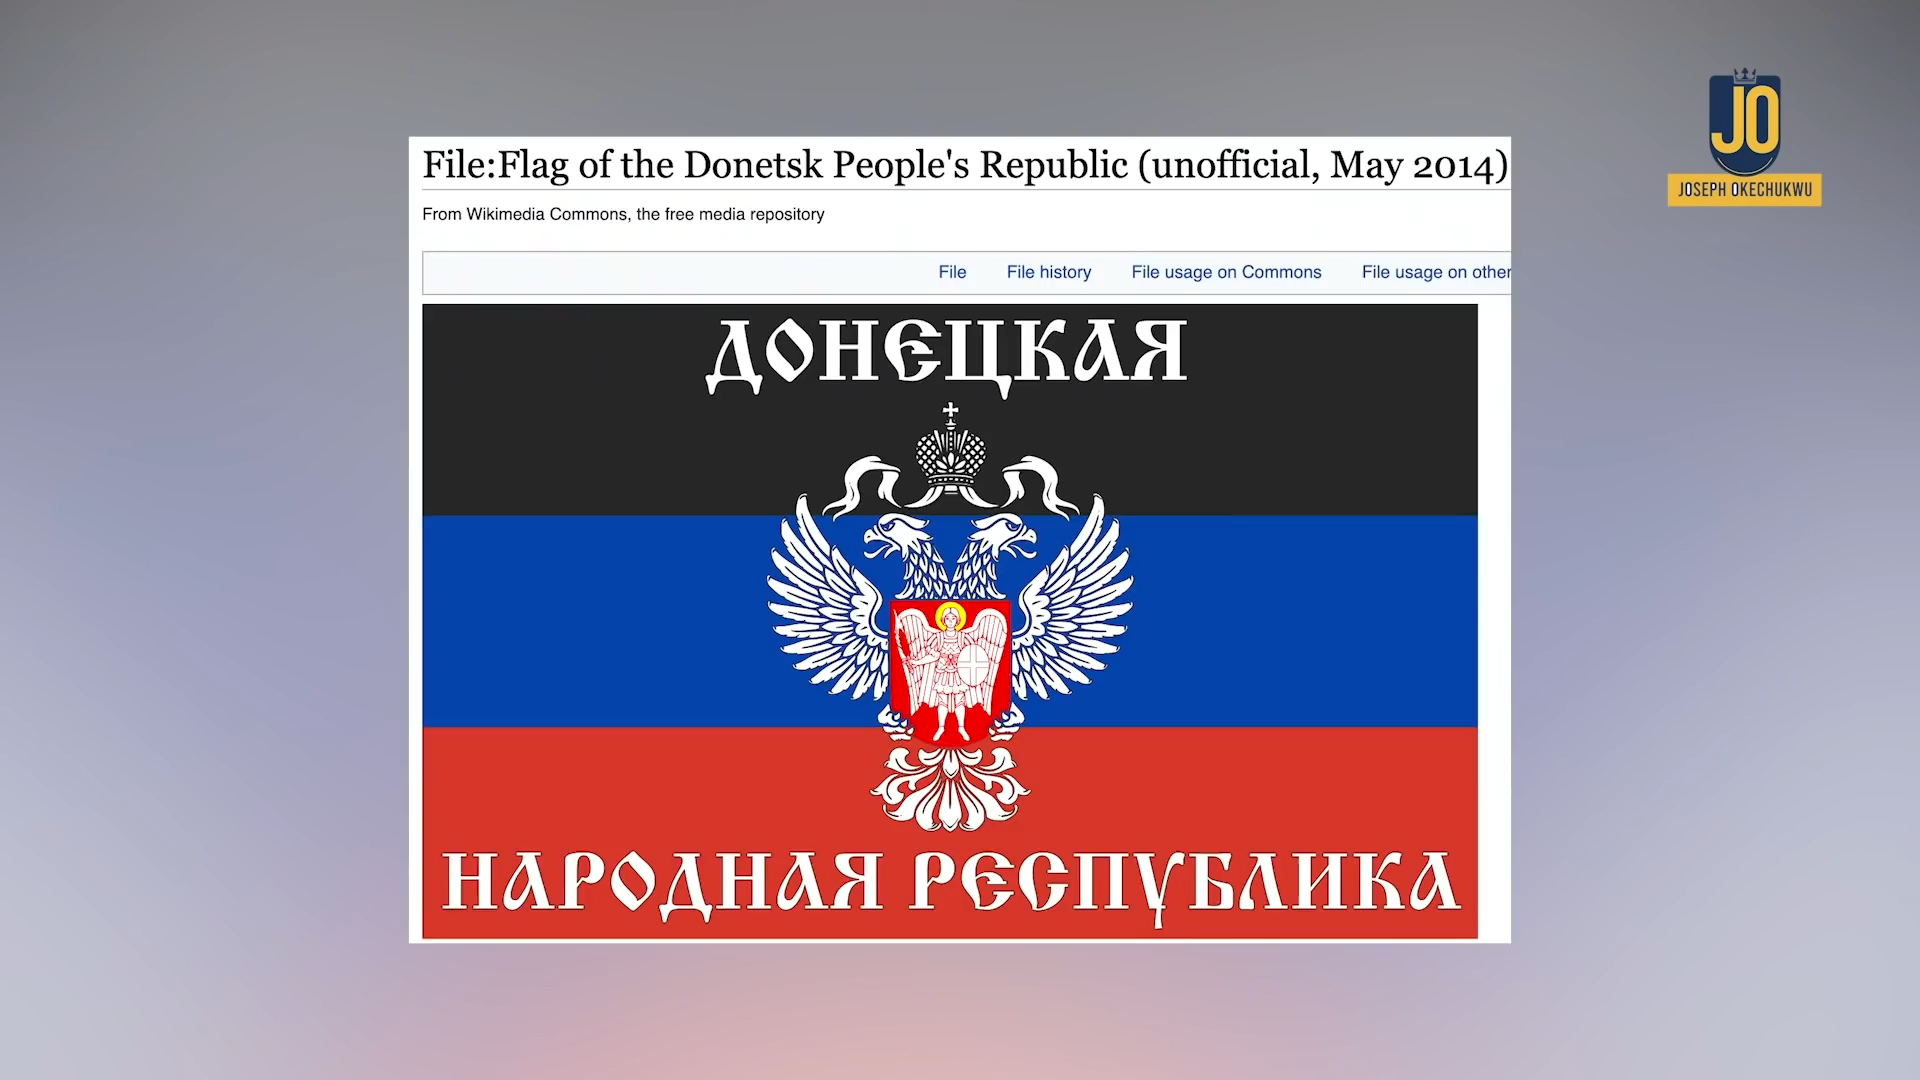 File:Flag of the Donetsk People's Republic (unofficial, May 2014)
From Wikimedia Commons, the free media repository
File File history File usage on Commons File usage on other
ДОНЕЦКАЯ
НАРОДНАЯ РЕСПУБЛИКА
JO
JOSEPH OKECHUKWU